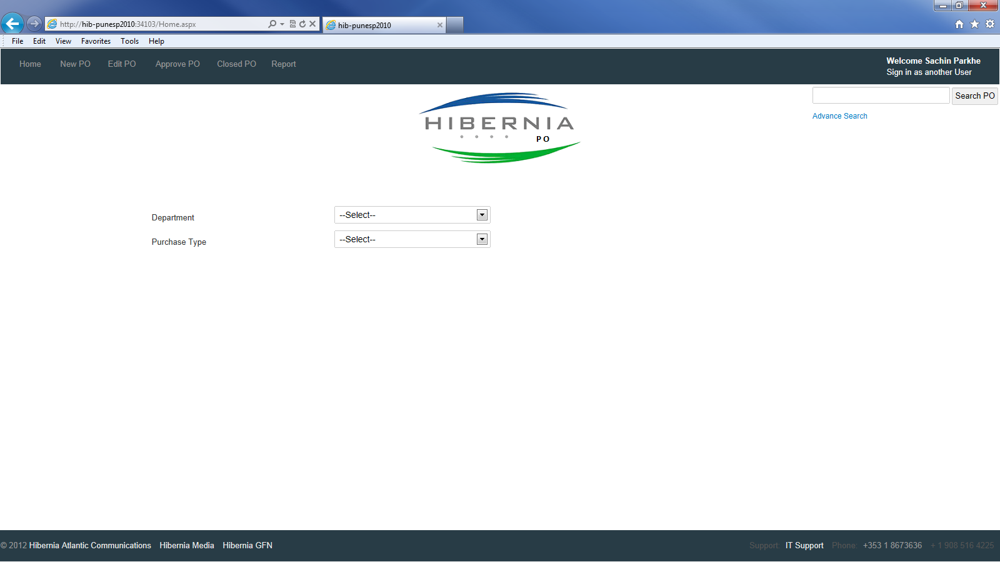 http://hib-punesp2010:34103/Home.aspx
hib-punesp2010
File Edit View Favorites Tools Help
Home New PO Edit PO Approve PO Closed PO Report
Welcome Sachin Parkhe
Sign in as another User
Search PO
Advance Search
HIBERNIA
PO
Department --Select--
Purchase Type --Select--
© 2012 Hibernia Atlantic Communications Hibernia Media Hibernia GFN
Support: IT Support Phone: +353 1 8673636 + 1 908 516 4225